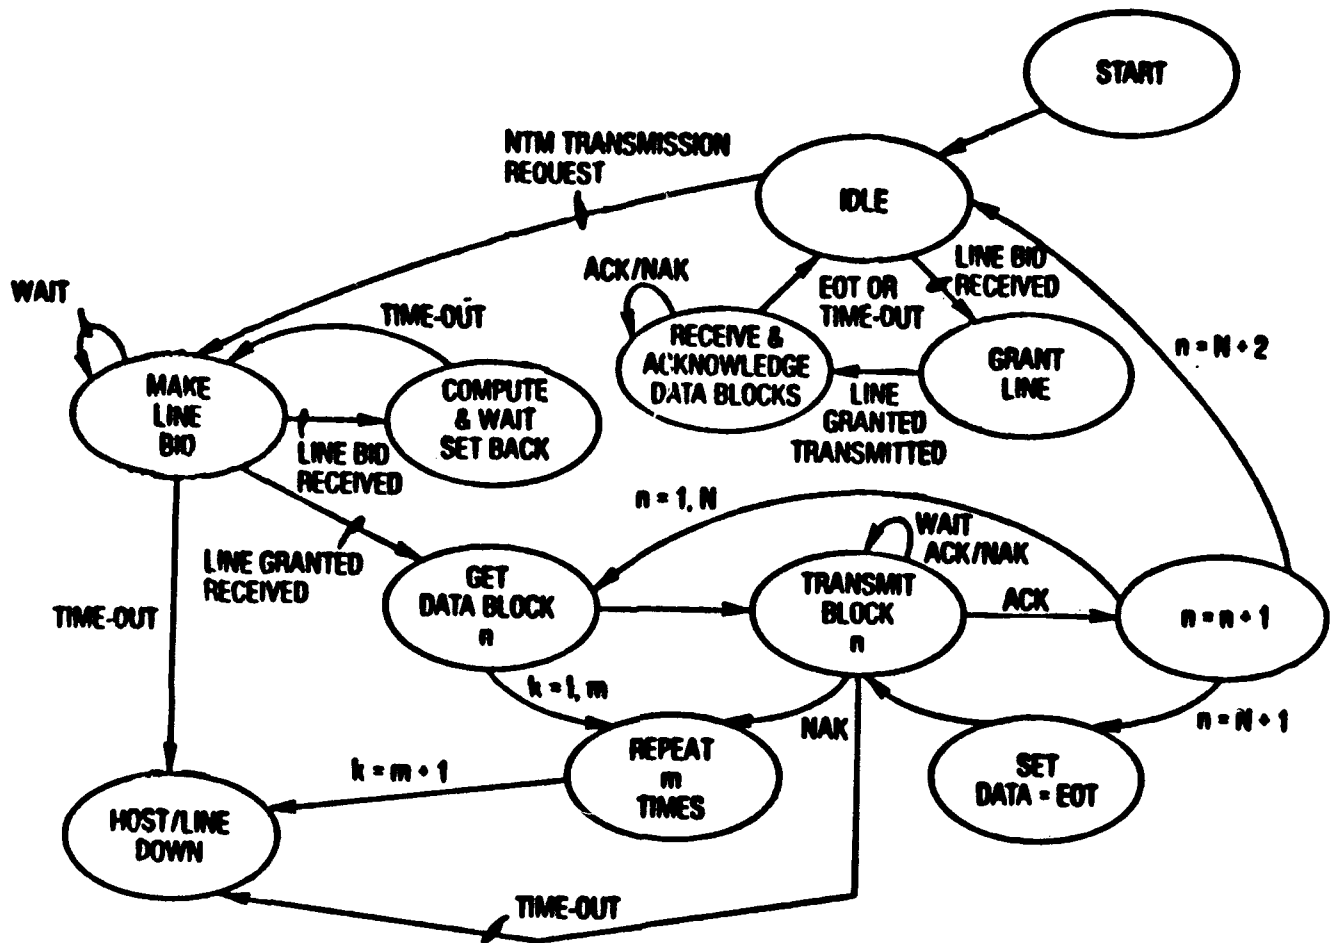 START
NTM TRANSMISSION
REQUEST
IDLE
WAIT
ACK/NAK
LINE BID
RECEIVED
EOT OR
TIME-OUT
TIME-OUT
RECEIVE &
ACKNOWLEDGE
DATA BLOCKS
GRANT
LINE
n = N + 2
MAKE
LINE
BID
COMPUTE
& WAIT
SET BACK
LINE
GRANTED
TRANSMITTED
LINE BID
RECEIVED
n = 1, N
WAIT
ACK/NAK
LINE GRANTED
RECEIVED
GET
DATA BLOCK
n
TRANSMIT
BLOCK
n
ACK
n = n + 1
TIME-OUT
k = 1, m
NAK
n = N + 1
REPEAT
m
TIMES
SET
DATA = EOT
k = m + 1
HOST/LINE
DOWN
TIME-OUT